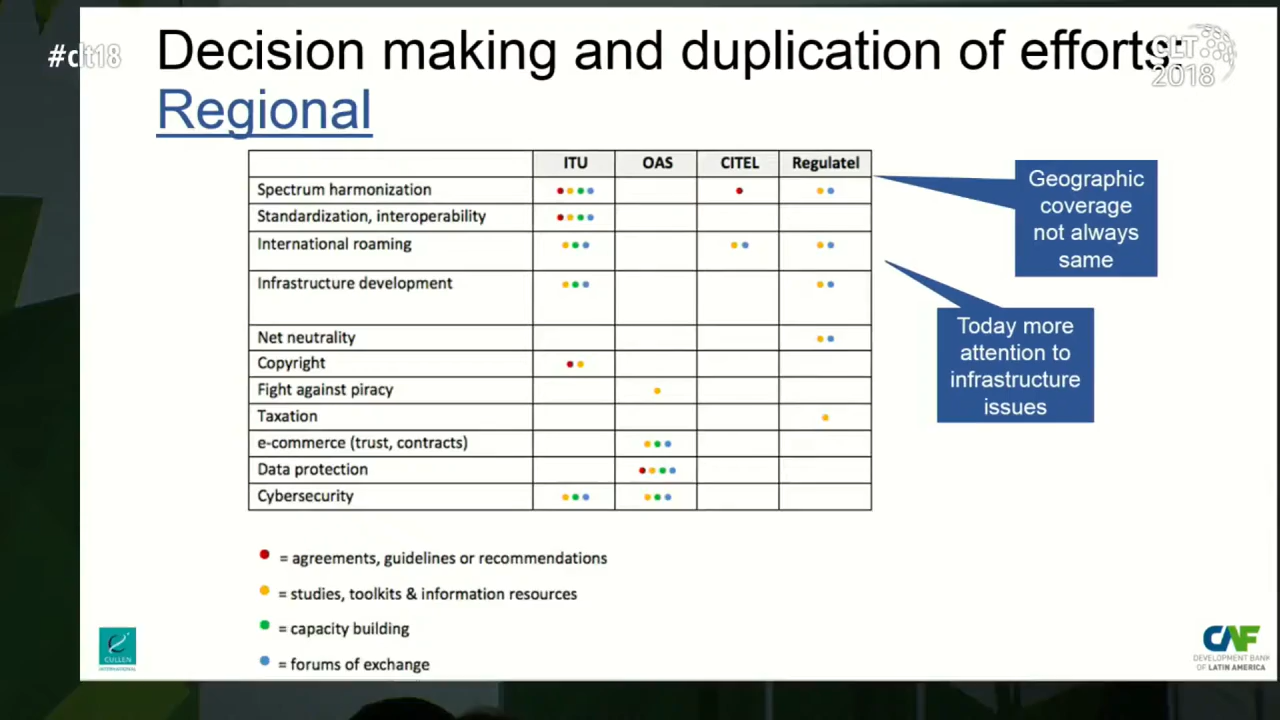 #clt18
Decision making and duplication of efforts:
CLT
2018
Regional
ITU OAS CITEL Regulatel
Spectrum harmonization
Standardization, interoperability
International roaming
Infrastructure development
Net neutrality
Copyright
Fight against piracy
Taxation
e-commerce (trust, contracts)
Data protection
Cybersecurity
Geographic
coverage
not always
same
Today more
attention to
infrastructure
issues
= agreements, guidelines or recommendations
= studies, toolkits & information resources
= capacity building
= forums of exchange
CULLEN
INTERNATIONAL
CAF
DEVELOPMENT BANK
OF LATIN AMERICA